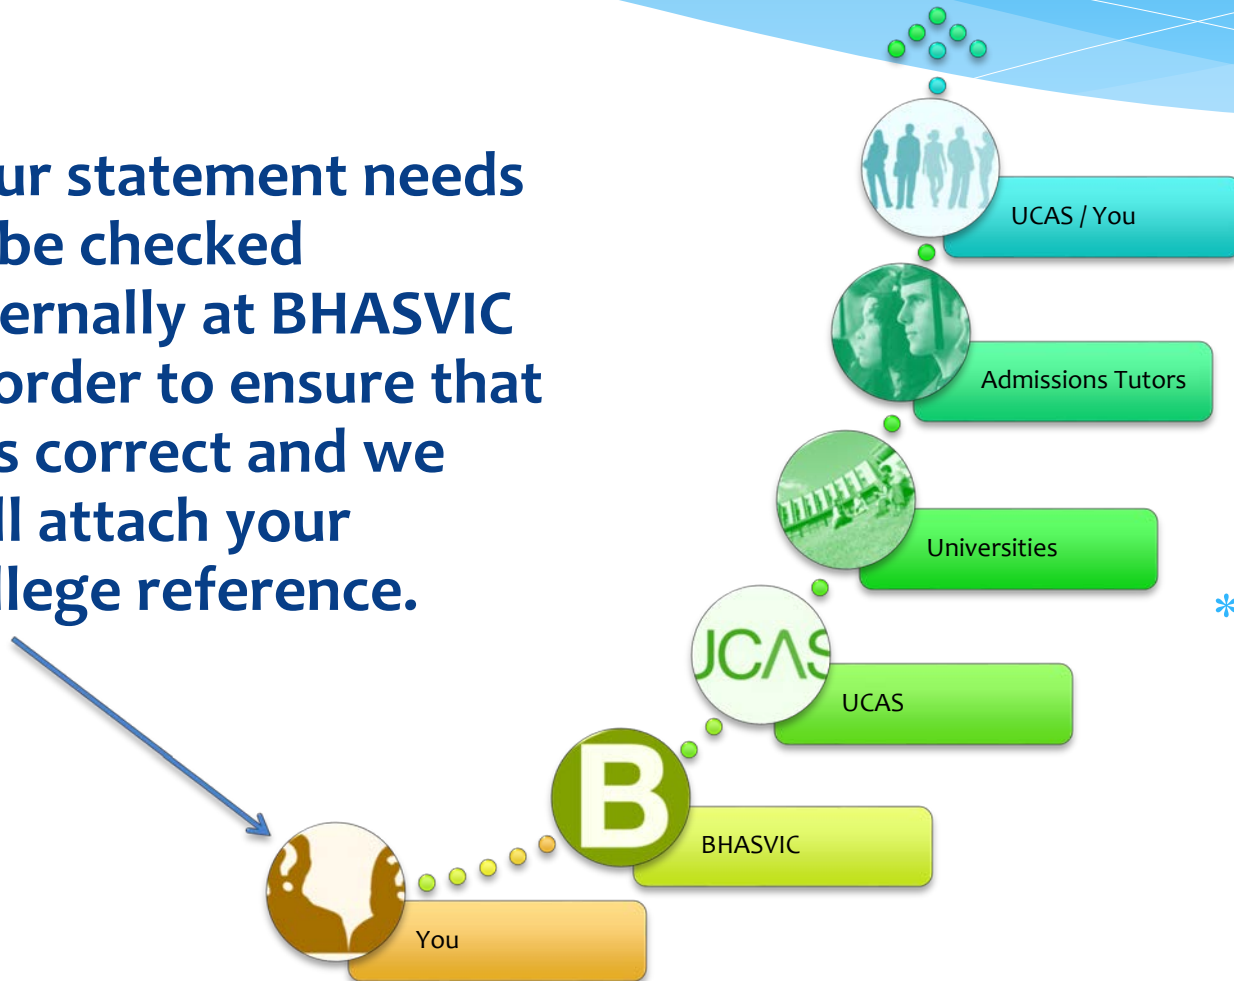 ur statement needs
be checked
ernally at BHASVIC
order to ensure that
s correct and we
ll attach your
llege reference.
UCAS / You
Admissions Tutors
Universities
*
JCAS
UCAS
B
BHASVIC
You